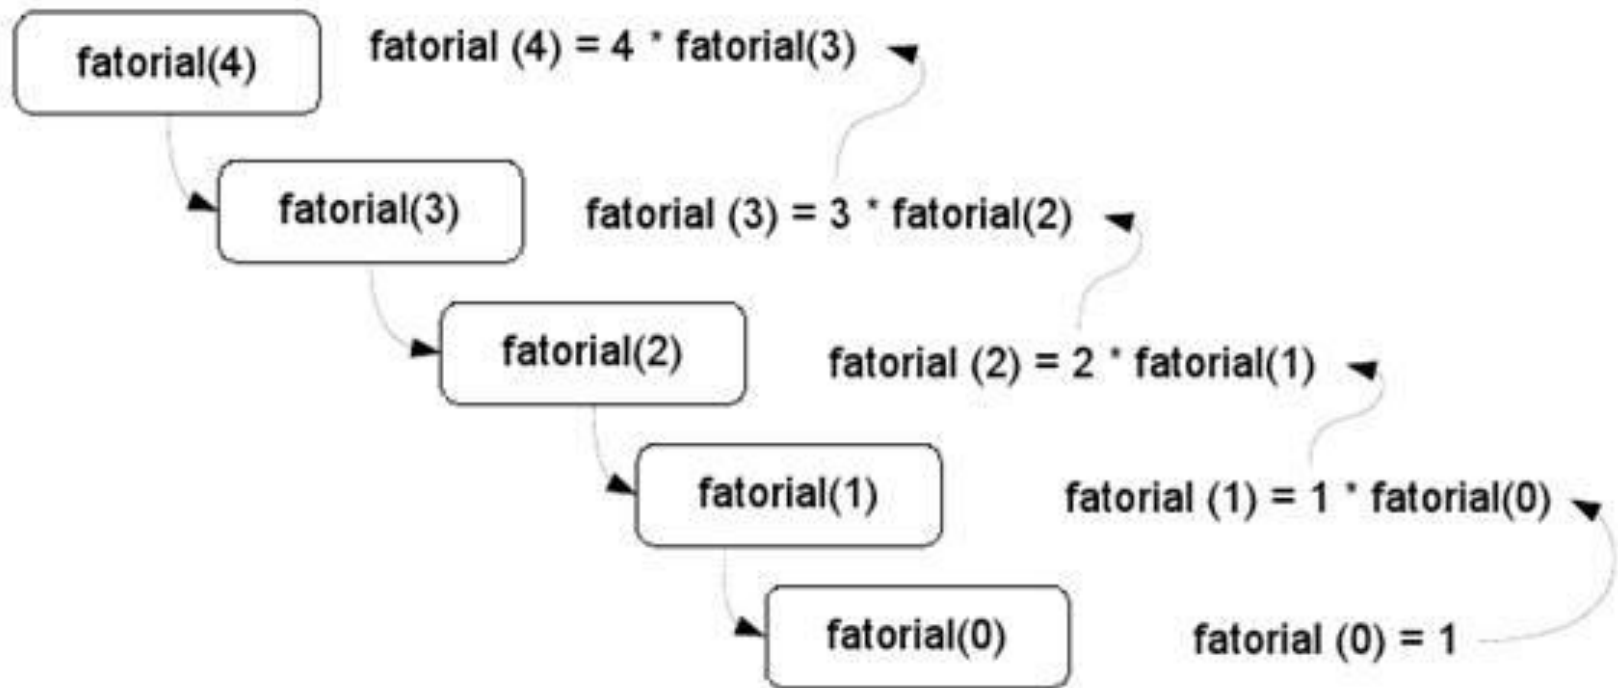 fatorial(4)
fatorial (4) = 4 * fatorial(3)
fatorial(3)
fatorial (3) = 3 * fatorial(2)
fatorial(2)
fatorial (2) = 2 * fatorial(1)
fatorial(1)
fatorial (1) = 1 * fatorial(0)
fatorial(0)
fatorial (0) = 1